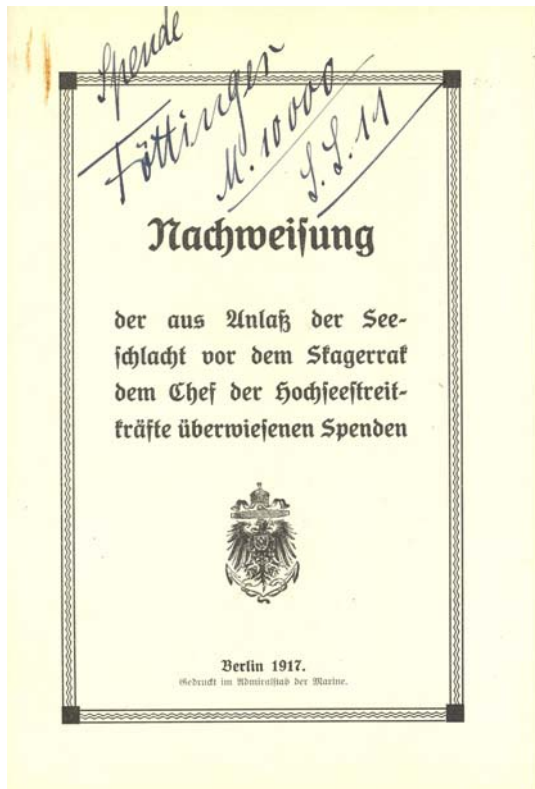 Spende
Föttinger
M. 10000
S. S. 11
Nachweisung
der aus Anlaß der See-
schlacht vor dem Skagerrak
dem Chef der Hochseestreit-
kräfte überwiesenen Spenden
Berlin 1917.
Gedruckt im Admiralstab der Marine.